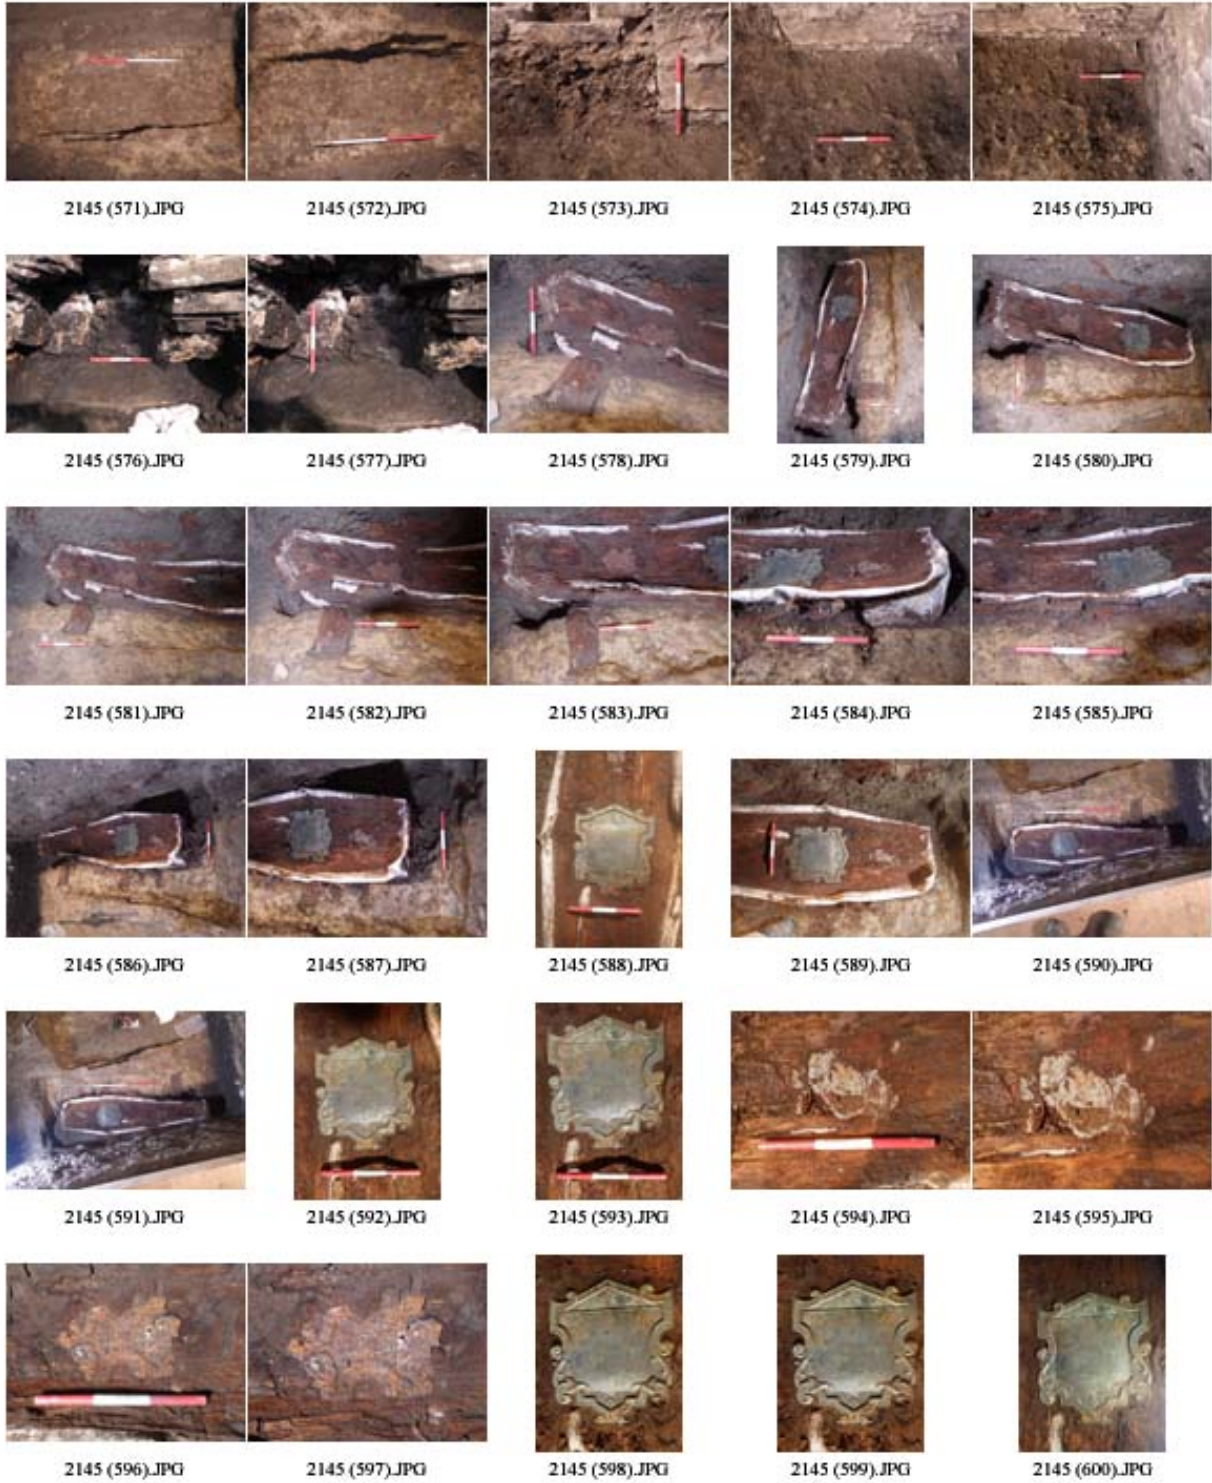 2145 (571).JPG 2145 (572).JPG 2145 (573).JPG 2145 (574).JPG 2145 (575).JPG
2145 (576).JPG 2145 (577).JPG 2145 (578).JPG 2145 (579).JPG 2145 (580).JPG
2145 (581).JPG 2145 (582).JPG 2145 (583).JPG 2145 (584).JPG 2145 (585).JPG
2145 (586).JPG 2145 (587).JPG 2145 (588).JPG 2145 (589).JPG 2145 (590).JPG
2145 (591).JPG 2145 (592).JPG 2145 (593).JPG 2145 (594).JPG 2145 (595).JPG
2145 (596).JPG 2145 (597).JPG 2145 (598).JPG 2145 (599).JPG 2145 (600).JPG